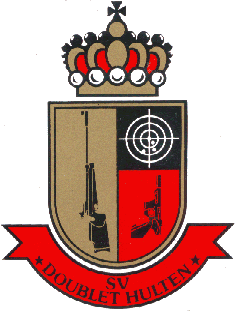 SV
★ DOUBLET HULTEN ★